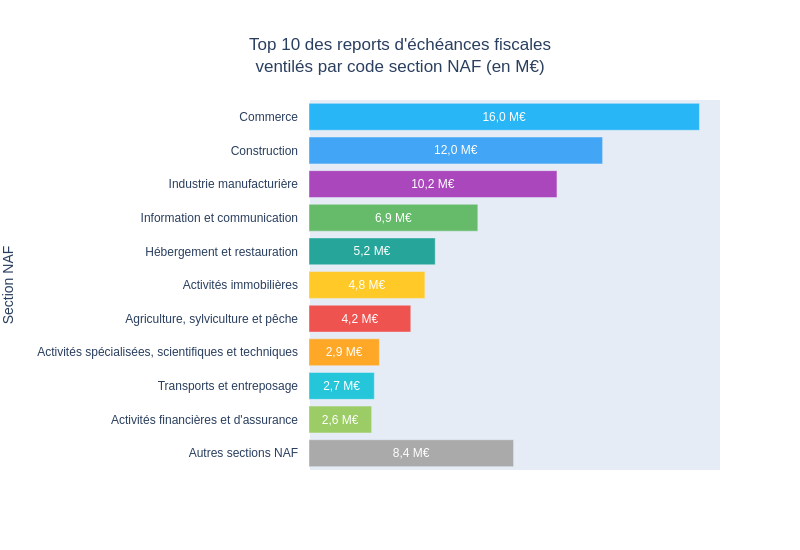 Top 10 des reports d'échéances fiscales
ventilés par code section NAF (en M€)
Section NAF
Commerce 16,0 M€
Construction 12,0 M€
Industrie manufacturière 10,2 M€
Information et communication 6,9 M€
Hébergement et restauration 5,2 M€
Activités immobilières 4,8 M€
Agriculture, sylviculture et pêche 4,2 M€
Activités spécialisées, scientifiques et techniques 2,9 M€
Transports et entreposage 2,7 M€
Activités financières et d'assurance 2,6 M€
Autres sections NAF 8,4 M€